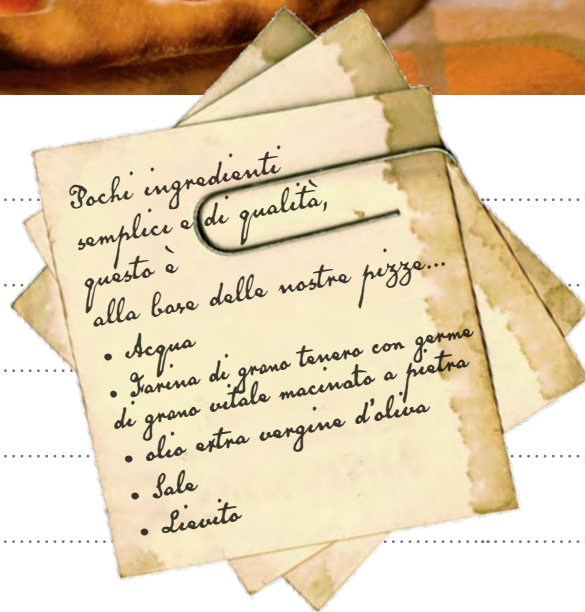 Pochi ingredienti
semplici e di qualità,
questo è
alla base delle nostre pizze...
• Acqua
• Farina di grano tenero con germe
di grano vitale macinato a pietra
• olio extra vergine d'oliva
• Sale
• Lievito